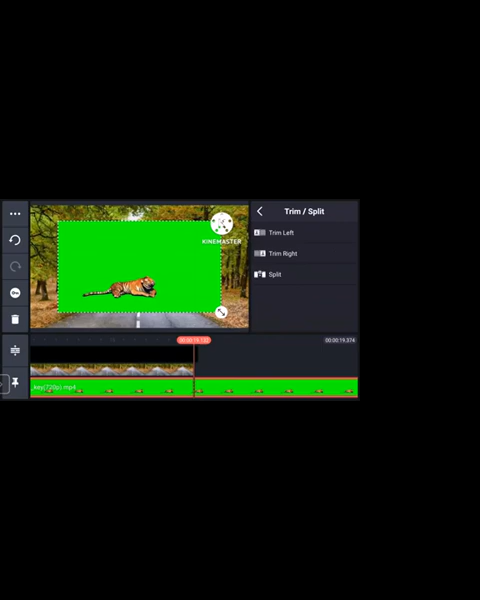 Trim / Split
Trim Left
Trim Right
Split
KINEMASTER
00:00:19.374
key(720p).mp4